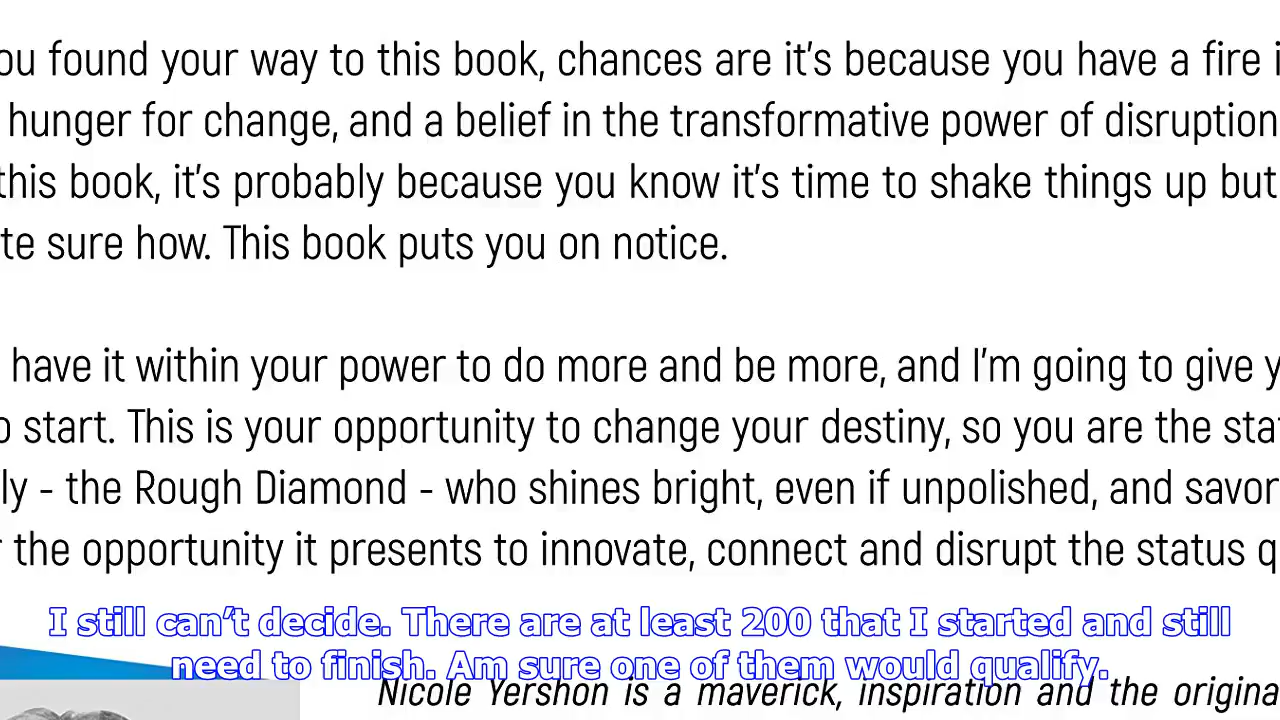 ou found your way to this book, chances are it's because you have a fire i
hunger for change, and a belief in the transformative power of disruption
this book, it's probably because you know it's time to shake things up but
te sure how. This book puts you on notice.
have it within your power to do more and be more, and I'm going to give y
o start. This is your opportunity to change your destiny, so you are the sta
ly - the Rough Diamond - who shines bright, even if unpolished, and savor
r the opportunity it presents to innovate, connect and disrupt the status q
I still can't decide. There are at least 200 that I started and still
need to finish. Am sure one of them would qualify.
Nicole Yershon is a maverick, inspiration and the origina